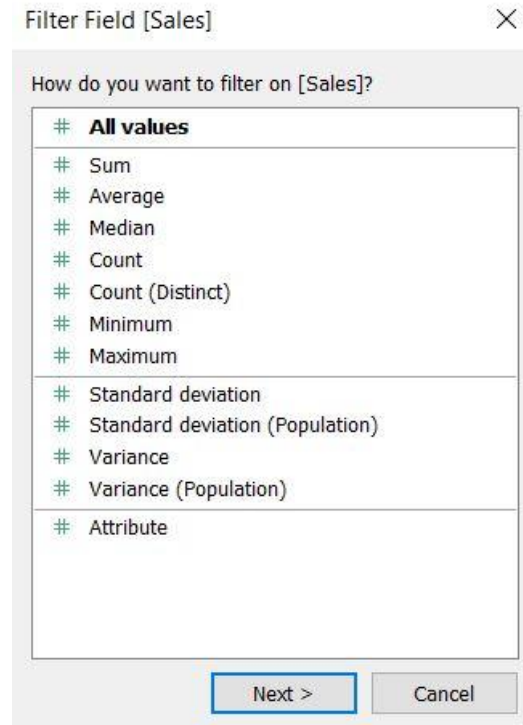 Filter Field [Sales]
How do you want to filter on [Sales]?
# All values
# Sum
# Average
# Median
# Count
# Count (Distinct)
# Minimum
# Maximum
# Standard deviation
# Standard deviation (Population)
# Variance
# Variance (Population)
# Attribute
Next > Cancel